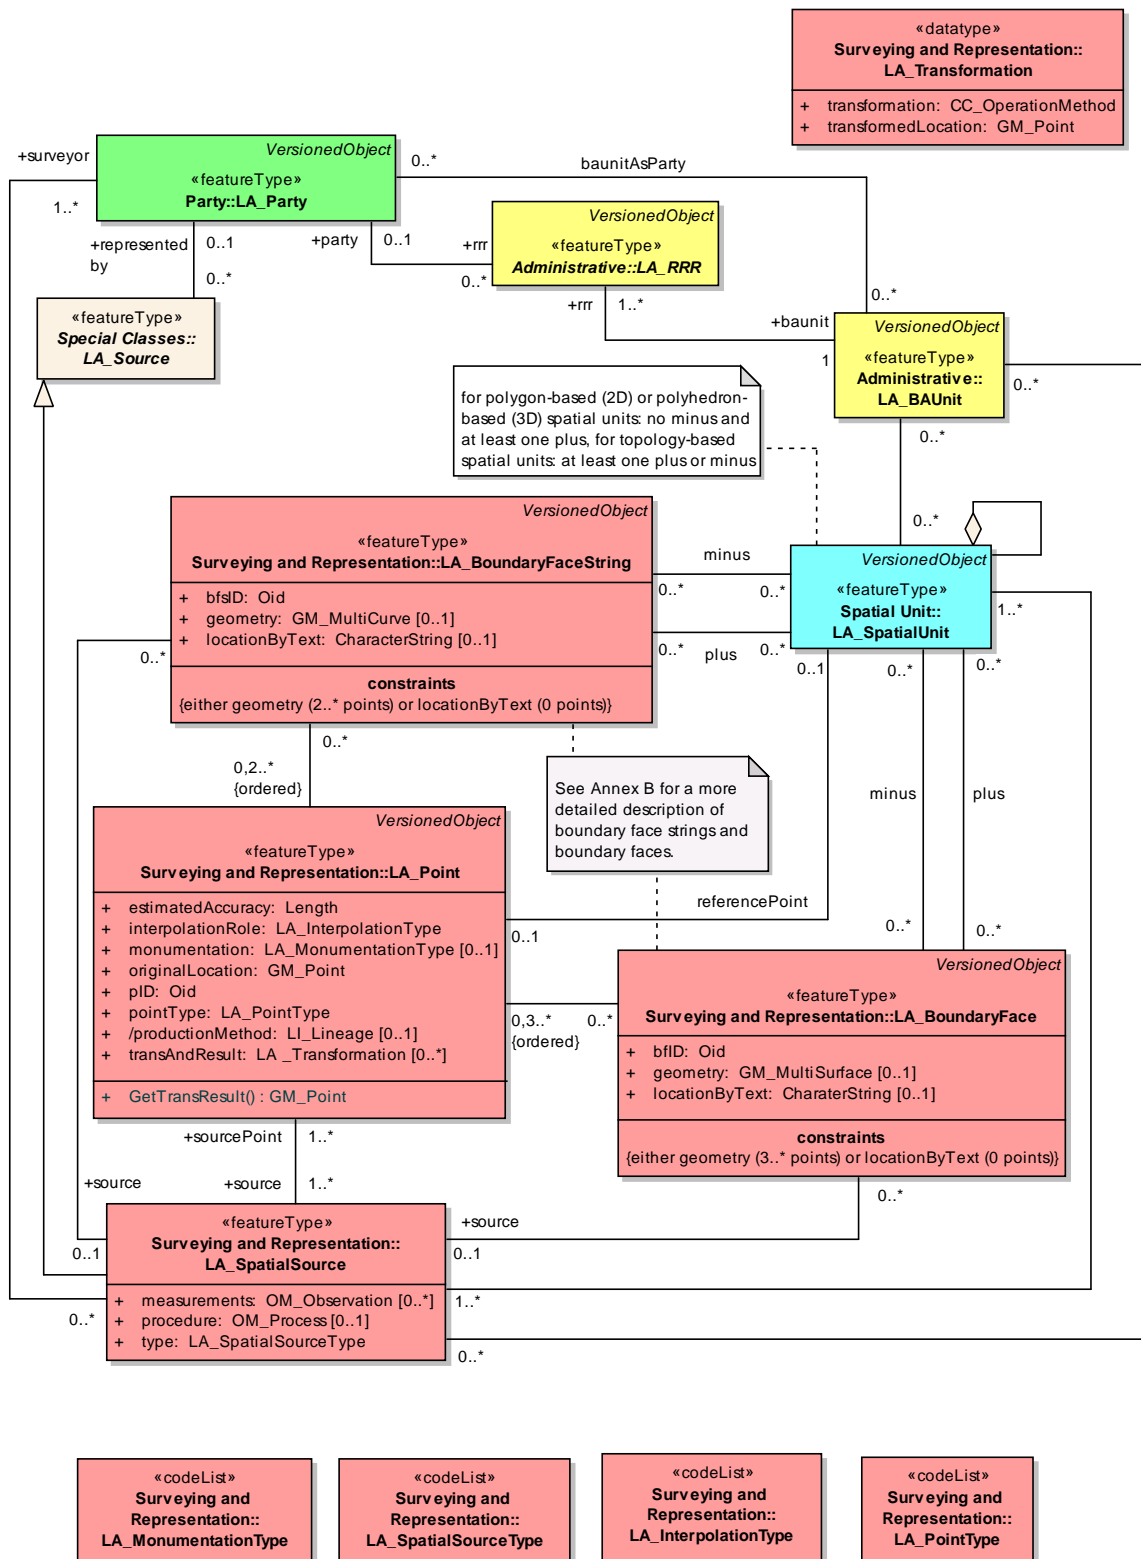 «datatype»
Surveying and Representation::
LA_Transformation
+ transformation: CC_OperationMethod
+ transformedLocation: GM_Point
+surveyor
1..*
VersionedObject
«featureType»
Party::LA_Party
0..*
baunitAsParty
0..*
+represented
by
0..1
0..*
+party
0..1
+rrr
0..*
VersionedObject
«featureType»
Administrative::LA_RRR
+rrr
1..*
+baunit
1
«featureType»
Special Classes::
LA_Source
VersionedObject
«featureType»
Administrative::
LA_BAUnit
0..*
0..*
0..*
for polygon-based (2D) or polyhedron-
based (3D) spatial units: no minus and
at least one plus, for topology-based
spatial units: at least one plus or minus
VersionedObject
«featureType»
Surveying and Representation::LA_BoundaryFaceString
+ bfsID: Oid
+ geometry: GM_MultiCurve [0..1]
+ locationByText: CharacterString [0..1]
constraints
{either geometry (2..* points) or locationByText (0 points)}
minus
0..*
0..*
plus
0..*
0..*
VersionedObject
«featureType»
Spatial Unit::
LA_SpatialUnit
1..*
0..1
0..*
0..*
0..*
0..*
0,2..*
{ordered}
See Annex B for a more
detailed description of
boundary face strings and
boundary faces.
minus
plus
VersionedObject
«featureType»
Surveying and Representation::LA_Point
+ estimatedAccuracy: Length
+ interpolationRole: LA_InterpolationType
+ monumentation: LA_MonumentationType [0..1]
+ originalLocation: GM_Point
+ pID: Oid
+ pointType: LA_PointType
+ /productionMethod: LI_Lineage [0..1]
+ transAndResult: LA _Transformation [0..*]
+ GetTransResult() : GM_Point
referencePoint
0..1
0..*
0..*
0,3..*
{ordered}
0..*
VersionedObject
«featureType»
Surveying and Representation::LA_BoundaryFace
+ bfID: Oid
+ geometry: GM_MultiSurface [0..1]
+ locationByText: CharaterString [0..1]
constraints
{either geometry (3..* points) or locationByText (0 points)}
+sourcePoint
1..*
+source
+source
1..*
0..*
+source
0..1
0..1
«featureType»
Surveying and Representation::
LA_SpatialSource
+ measurements: OM_Observation [0..*]
+ procedure: OM_Process [0..1]
+ type: LA_SpatialSourceType
0..*
1..*
0..*
«codeList»
Surveying and
Representation::
LA_MonumentationType
«codeList»
Surveying and
Representation::
LA_SpatialSourceType
«codeList»
Surveying and
Representation::
LA_InterpolationType
«codeList»
Surveying and
Representation::
LA_PointType